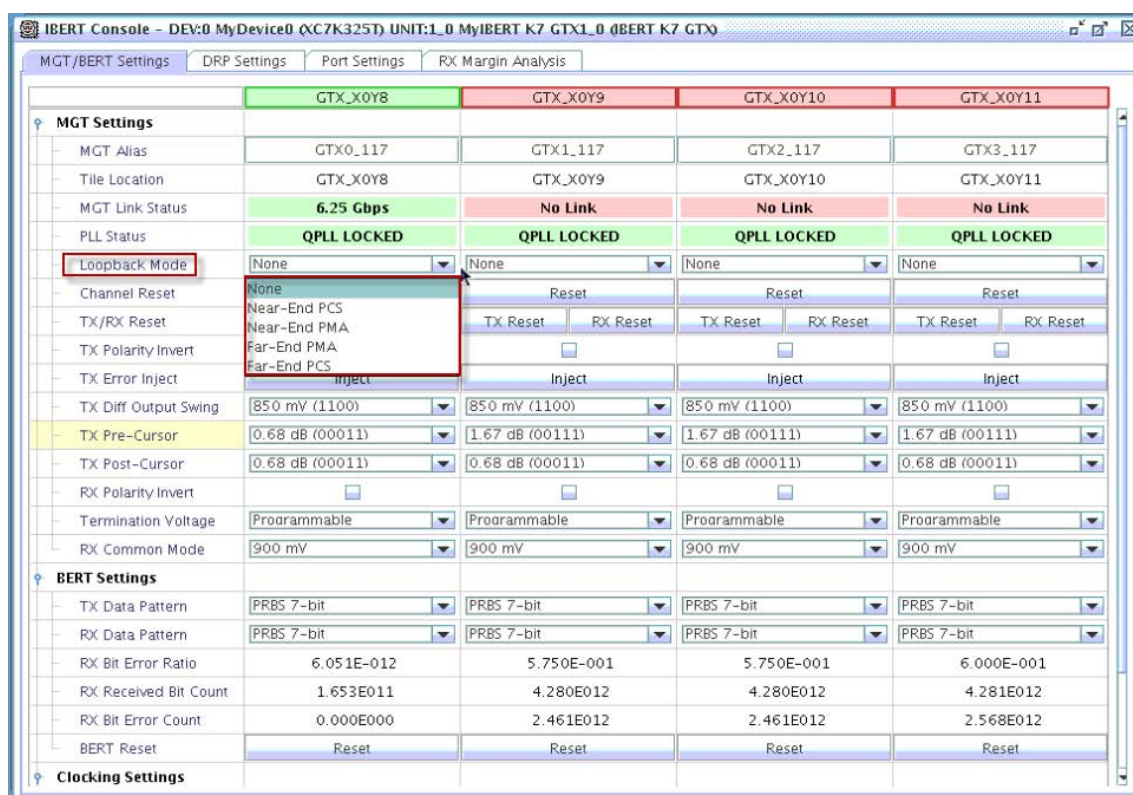 IBERT Console - DEV:0 MyDevice0 (XC7K325T) UNIT:1_0 MyIBERT K7 GTX1_0 (IBERT K7 GTX)
MGT/BERT Settings DRP Settings Port Settings RX Margin Analysis
GTX_X0Y8 GTX_X0Y9 GTX_X0Y10 GTX_X0Y11
MGT Settings
MGT Alias GTX0_117 GTX1_117 GTX2_117 GTX3_117
Tile Location GTX_X0Y8 GTX_X0Y9 GTX_X0Y10 GTX_X0Y11
MGT Link Status 6.25 Gbps No Link No Link No Link
PLL Status QPLL LOCKED QPLL LOCKED QPLL LOCKED QPLL LOCKED
Loopback Mode None None None None
Channel Reset None Reset Reset Reset
Near-End PCS
TX/RX Reset Near-End PMA TX Reset RX Reset TX Reset RX Reset TX Reset RX Reset
TX Polarity Invert Far-End PMA
Far-End PCS
TX Error Inject Inject Inject Inject Inject
TX Diff Output Swing 850 mV (1100) 850 mV (1100) 850 mV (1100) 850 mV (1100)
TX Pre-Cursor 0.68 dB (00011) 1.67 dB (00111) 1.67 dB (00111) 1.67 dB (00111)
TX Post-Cursor 0.68 dB (00011) 0.68 dB (00011) 0.68 dB (00011) 0.68 dB (00011)
RX Polarity Invert
Termination Voltage Programmable Programmable Programmable Programmable
RX Common Mode 900 mV 900 mV 900 mV 900 mV
BERT Settings
TX Data Pattern PRBS 7-bit PRBS 7-bit PRBS 7-bit PRBS 7-bit
RX Data Pattern PRBS 7-bit PRBS 7-bit PRBS 7-bit PRBS 7-bit
RX Bit Error Ratio 6.051E-012 5.750E-001 5.750E-001 6.000E-001
RX Received Bit Count 1.653E011 4.280E012 4.280E012 4.281E012
RX Bit Error Count 0.000E000 2.461E012 2.461E012 2.568E012
BERT Reset Reset Reset Reset Reset
Clocking Settings